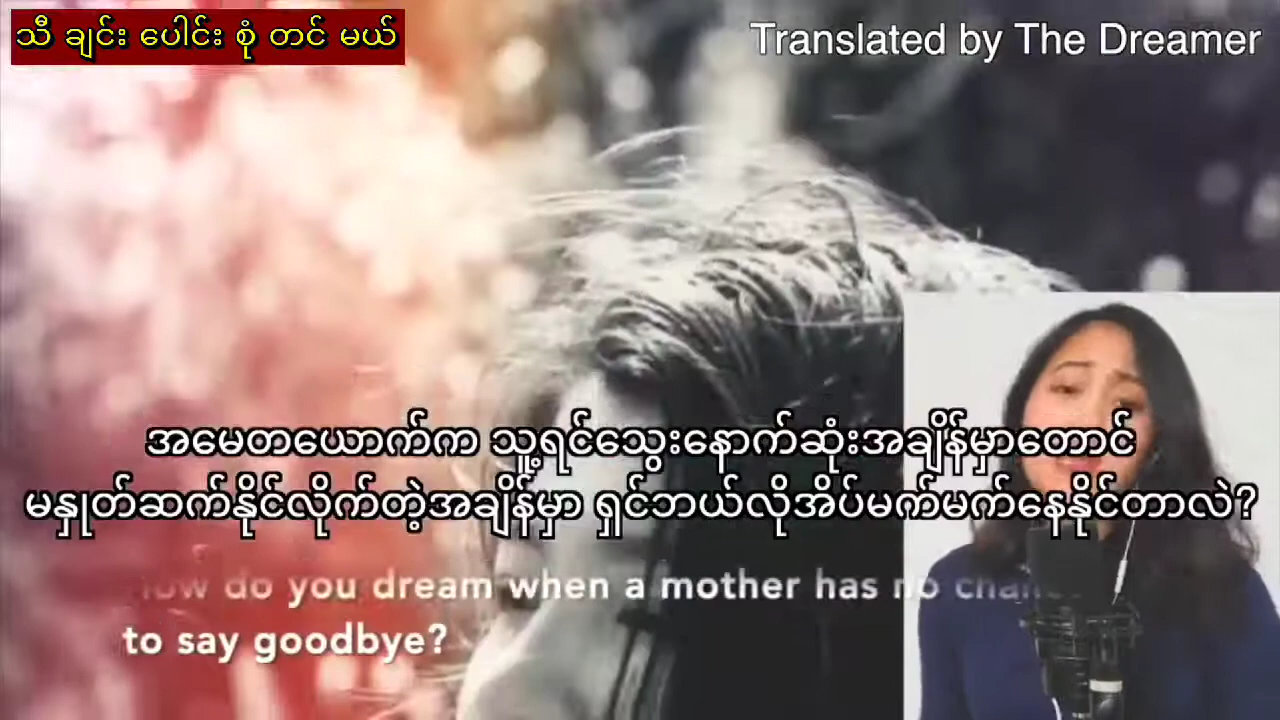 သီ ချင်း ပေါင်း စုံ တင် မယ်
Translated by The Dreamer
အမေတယောက်က သူ့ရင်သွေးနောက်ဆုံးအချိန်မှာတောင်
မနှုတ်ဆက်နိုင်လိုက်တဲ့အချိန်မှာ ရှင်ဘယ်လိုအိပ်မက်မက်နေနိုင်တာလဲ?
do you dream when a mother has no
to say goodbye?